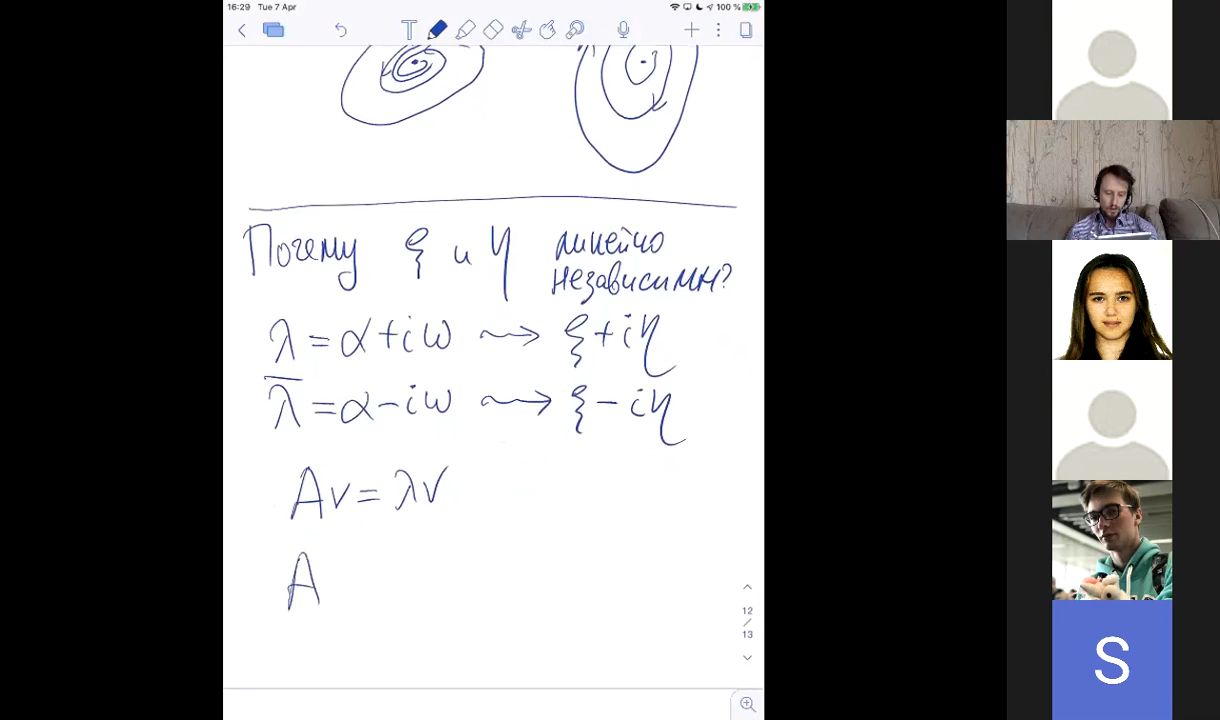 16:29 Tue 7 Apr 100 %
T
Почему ξ и η линейно
независимы?
λ = α + iω ⟿ ξ + iη
λ̅ = α − iω ⟿ ξ − iη
Av = λv
A
12
/
13
S